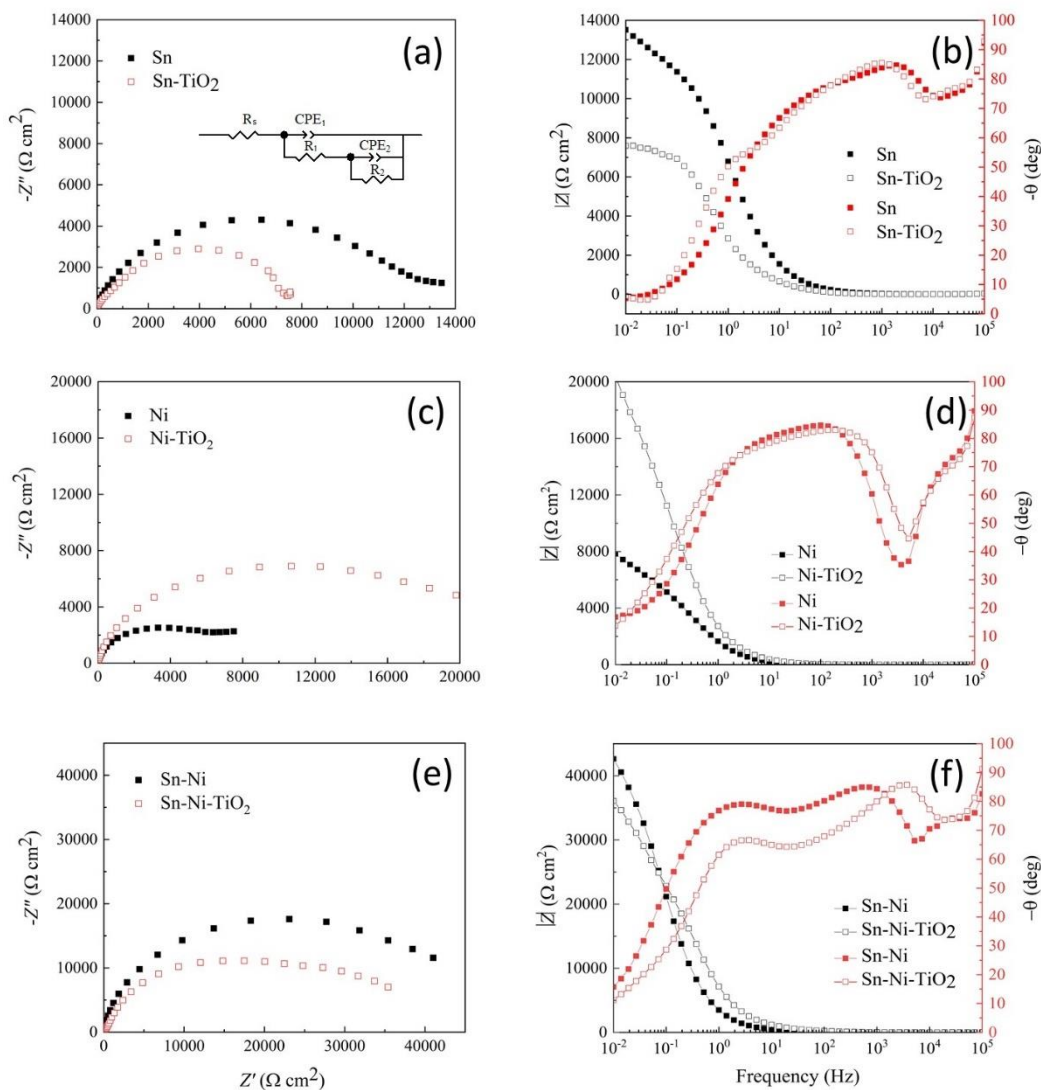 (a)
Sn
Sn-TiO₂
Rₛ
CPE₁
R₁
CPE₂
R₂
-Z″ (Ω cm²)
14000
12000
10000
8000
6000
4000
2000
0
0 2000 4000 6000 8000 10000 12000 14000
(b)
|Z| (Ω cm²)
14000
12000
10000
8000
6000
4000
2000
0
Sn
Sn-TiO₂
Sn
Sn-TiO₂
100
90
80
70
60
50
40
30
20
10
0
-θ (deg)
10⁻² 10⁻¹ 10⁰ 10¹ 10² 10³ 10⁴ 10⁵
(c)
Ni
Ni-TiO₂
-Z″ (Ω cm²)
20000
16000
12000
8000
4000
0
0 4000 8000 12000 16000 20000
(d)
|Z| (Ω cm²)
20000
16000
12000
8000
4000
0
Ni
Ni-TiO₂
Ni
Ni-TiO₂
100
90
80
70
60
50
40
30
20
10
0
−θ (deg)
10⁻² 10⁻¹ 10⁰ 10¹ 10² 10³ 10⁴ 10⁵
(e)
Sn-Ni
Sn-Ni-TiO₂
-Z″ (Ω cm²)
40000
30000
20000
10000
0
0 10000 20000 30000 40000
Z′ (Ω cm²)
(f)
|Z| (Ω cm²)
40000
30000
20000
10000
0
Sn-Ni
Sn-Ni-TiO₂
Sn-Ni
Sn-Ni-TiO₂
100
90
80
70
60
50
40
30
20
10
0
−θ (deg)
10⁻² 10⁻¹ 10⁰ 10¹ 10² 10³ 10⁴ 10⁵
Frequency (Hz)